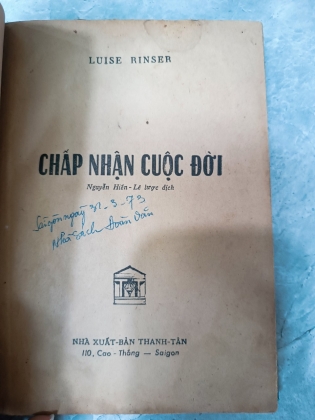 LUISE RINSER
CHẤP NHẬN CUỘC ĐỜI
Nguyễn Hiến-Lê lược dịch
Sàigòn ngày 31-3-73
Nhà sách Đoàn Văn
NHÀ XUẤT-BẢN THANH-TÂN
110, Cao-Thắng — Saigon